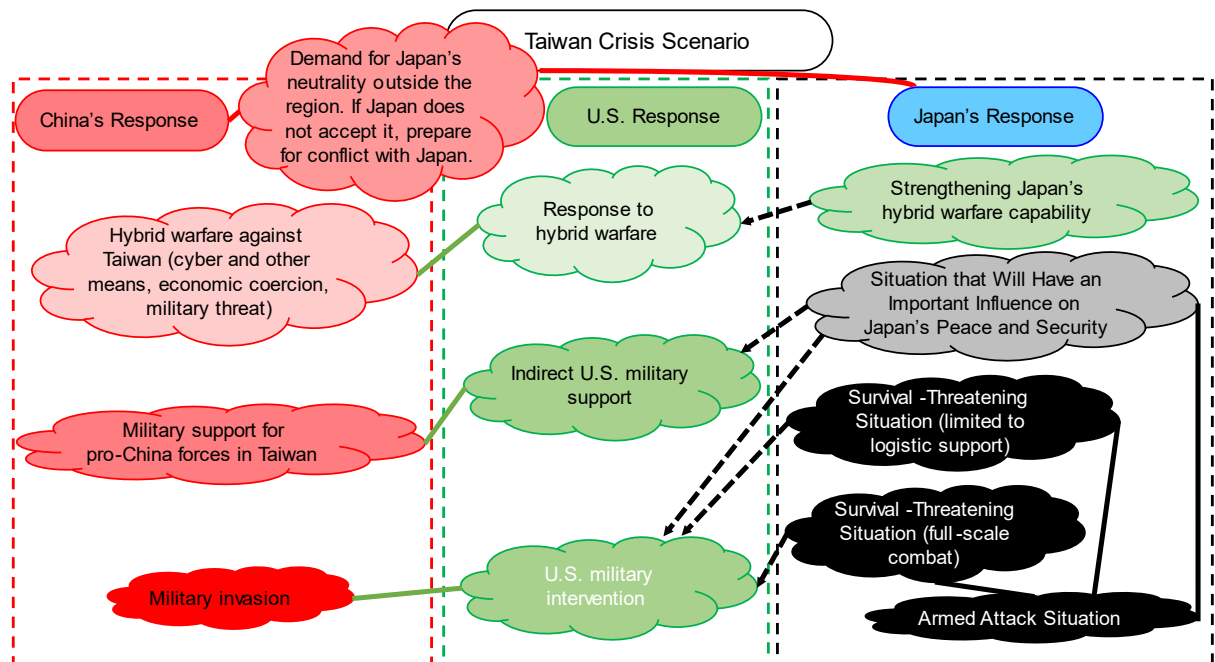 Taiwan Crisis Scenario
Demand for Japan's
neutrality outside the
region. If Japan does
not accept it, prepare
for conflict with Japan.
China's Response
U.S. Response
Japan's Response
Hybrid warfare against
Taiwan (cyber and other
means, economic coercion,
military threat)
Response to
hybrid warfare
Strengthening Japan's
hybrid warfare capability
Situation that Will Have an
Important Influence on
Japan's Peace and Security
Military support for
pro-China forces in Taiwan
Indirect U.S. military
support
Survival -Threatening
Situation (limited to
logistic support)
Survival -Threatening
Situation (full-scale
combat)
Military invasion
U.S. military
intervention
Armed Attack Situation